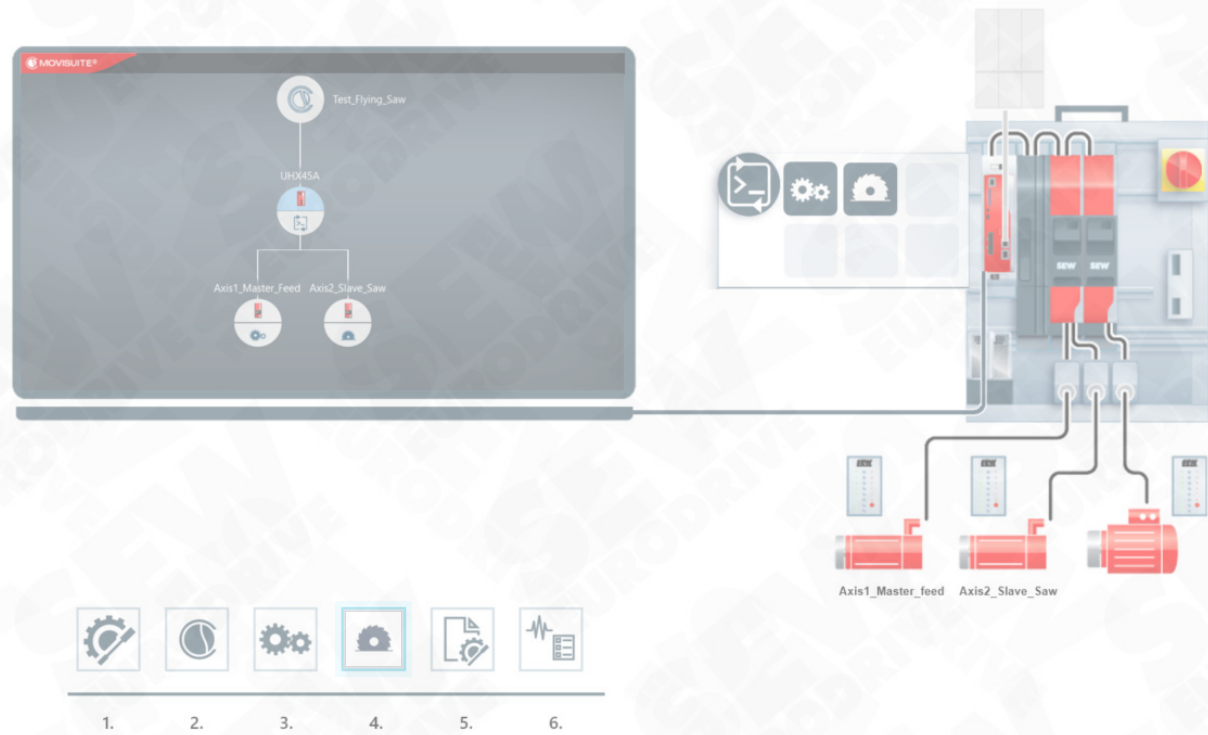 MOVISUITE®
Test_Flying_Saw
UHX45A
Axis1_Master_Feed Axis2_Slave_Saw
SEW SEW
Axis1_Master_feed Axis2_Slave_Saw
1. 2. 3. 4. 5. 6.